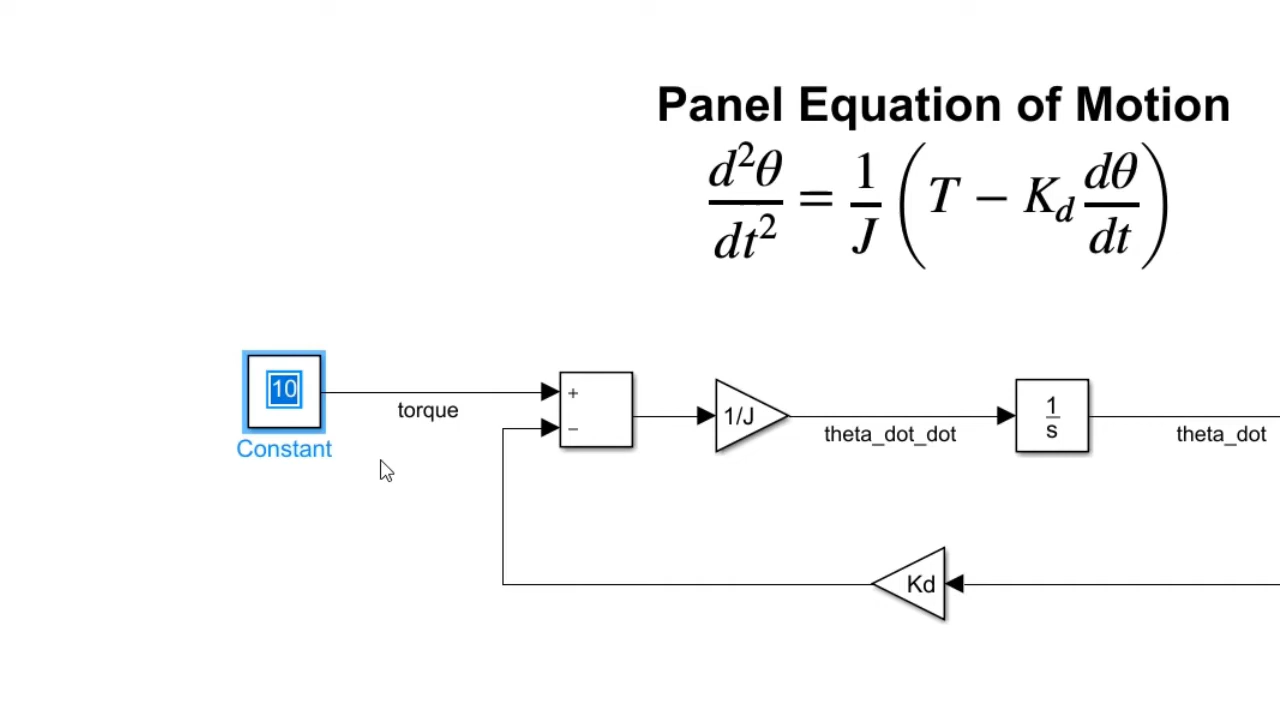 Panel Equation of Motion
d²θ/dt² = 1/J (T − K_d dθ/dt)
10
+
−
1/J
1/s
torque
theta_dot_dot
theta_dot
Constant
Kd